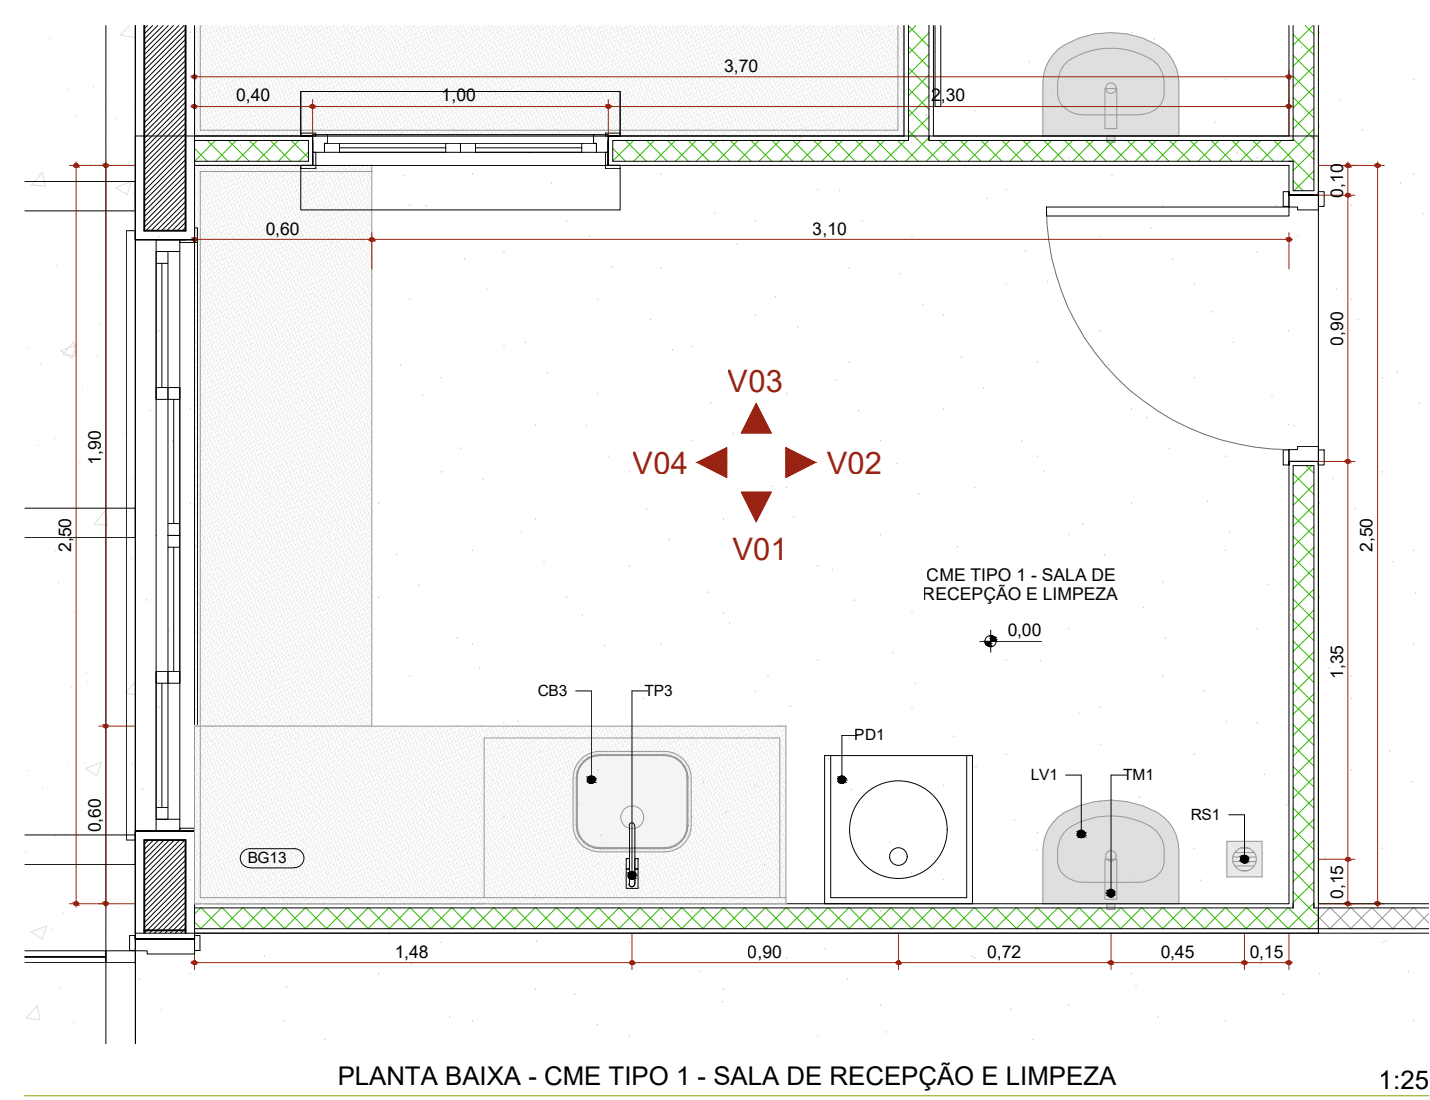 3,70
0,40
1,00
2,30
0,10
0,60
3,10
0,90
V03
1,90
V04
V02
2,50
2,50
V01
CME TIPO 1 - SALA DE
RECEPÇÃO E LIMPEZA
0,00
1,35
CB3
TP3
PD1
LV1
TM1
RS1
0,60
BG13
0,15
1,48
0,90
0,72
0,45
0,15
PLANTA BAIXA - CME TIPO 1 - SALA DE RECEPÇÃO E LIMPEZA
1:25